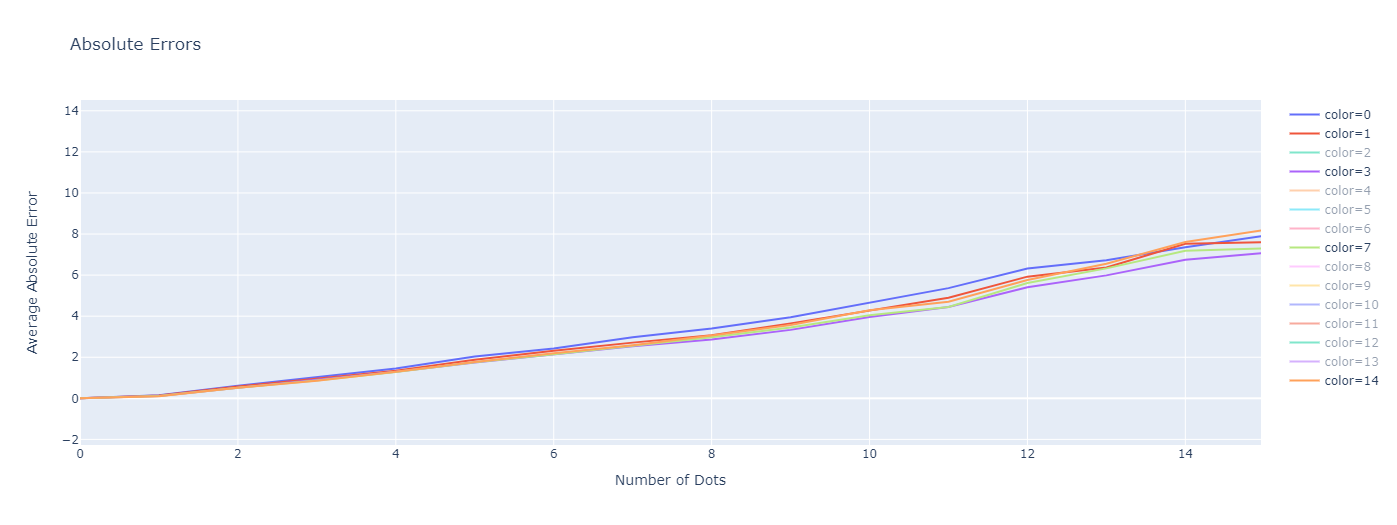 Absolute Errors
Average Absolute Error
14
12
10
8
6
4
2
0
−2
0 2 4 6 8 10 12 14
Number of Dots
color=0
color=1
color=2
color=3
color=4
color=5
color=6
color=7
color=8
color=9
color=10
color=11
color=12
color=13
color=14